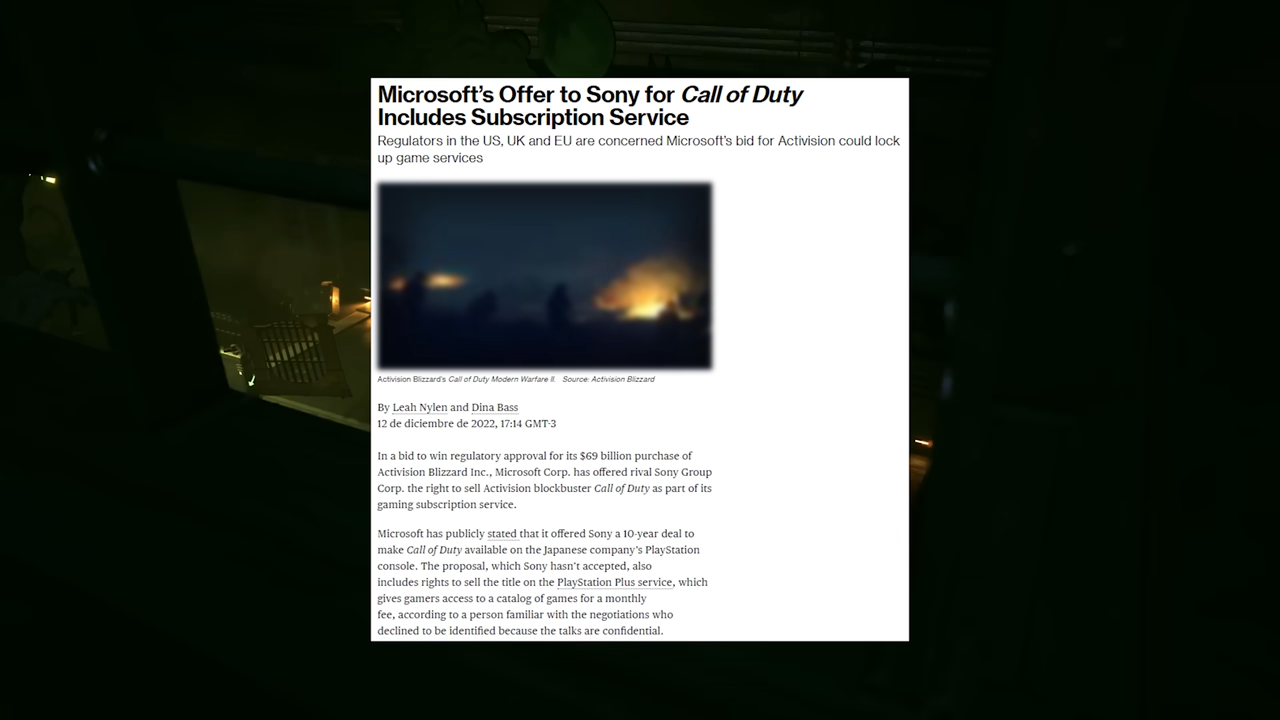 Microsoft's Offer to Sony for Call of Duty
Includes Subscription Service
Regulators in the US, UK and EU are concerned Microsoft's bid for Activision could lock
up game services
Activision Blizzard's Call of Duty Modern Warfare II. Source: Activision Blizzard
By Leah Nylen and Dina Bass
12 de diciembre de 2022, 17:14 GMT-3
In a bid to win regulatory approval for its $69 billion purchase of
Activision Blizzard Inc., Microsoft Corp. has offered rival Sony Group
Corp. the right to sell Activision blockbuster Call of Duty as part of its
gaming subscription service.
Microsoft has publicly stated that it offered Sony a 10-year deal to
make Call of Duty available on the Japanese company's PlayStation
console. The proposal, which Sony hasn't accepted, also
includes rights to sell the title on the PlayStation Plus service, which
gives gamers access to a catalog of games for a monthly
fee, according to a person familiar with the negotiations who
declined to be identified because the talks are confidential.